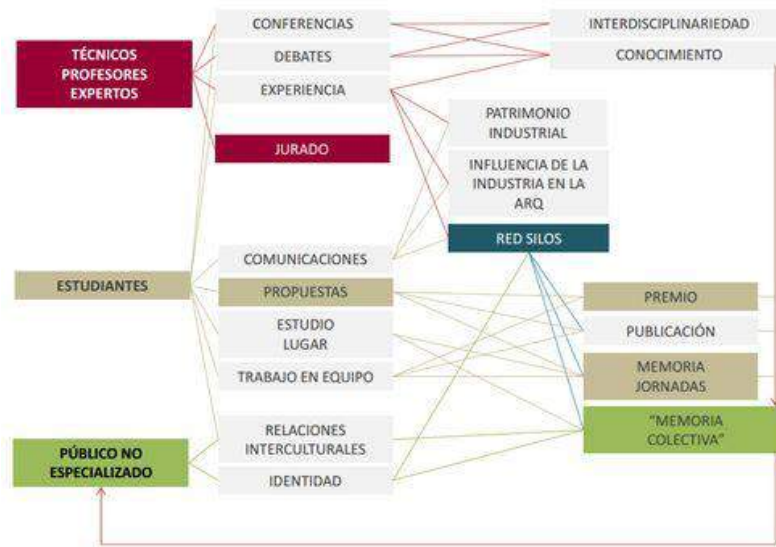 TÉCNICOS
PROFESORES
EXPERTOS
ESTUDIANTES
PÚBLICO NO
ESPECIALIZADO
CONFERENCIAS
DEBATES
EXPERIENCIA
JURADO
COMUNICACIONES
PROPUESTAS
ESTUDIO
LUGAR
TRABAJO EN EQUIPO
RELACIONES
INTERCULTURALES
IDENTIDAD
PATRIMONIO
INDUSTRIAL
INFLUENCIA DE LA
INDUSTRIA EN LA
ARQ
RED SILOS
INTERDISCIPLINARIEDAD
CONOCIMIENTO
PREMIO
PUBLICACIÓN
MEMORIA
JORNADAS
"MEMORIA
COLECTIVA"